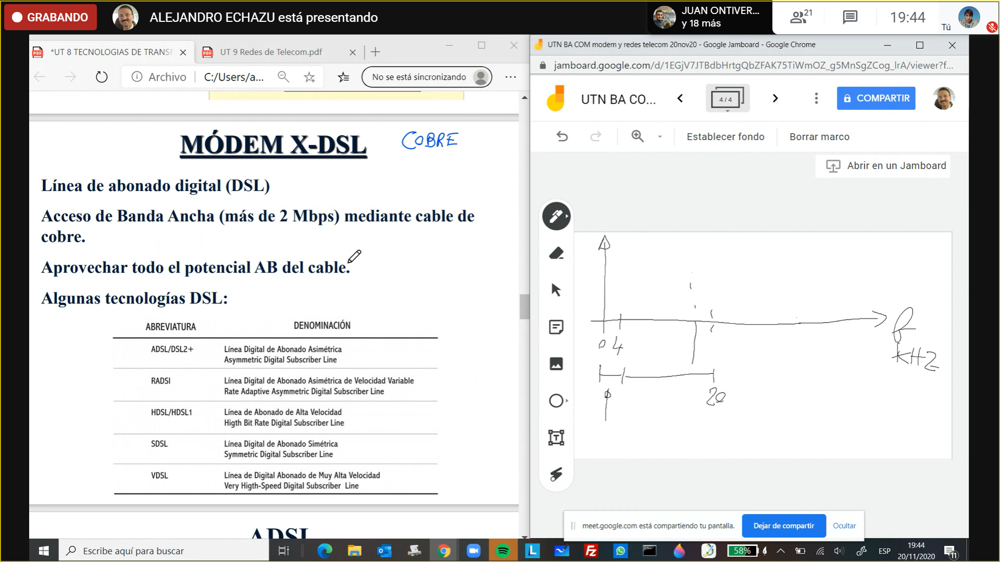 GRABANDO
ALEJANDRO ECHAZU está presentando
JUAN ONTIVER...
y 18 más
21
19:44
Tú
*UT 8 TECNOLOGIAS DE TRANSF
UT 9 Redes de Telecom.pdf
Archivo
C:/Users/a...
No se está sincronizando
MÓDEM X-DSL
COBRE
Línea de abonado digital (DSL)
Acceso de Banda Ancha (más de 2 Mbps) mediante cable de
cobre.
Aprovechar todo el potencial AB del cable.
Algunas tecnologías DSL:
ABREVIATURA DENOMINACIÓN
ADSL/DSL2+ Línea Digital de Abonado Asimétrica
Asymmetric Digital Subscriber Line
RADSI Línea Digital de Abonado Asimétrica de Velocidad Variable
Rate Adaptive Asymmetric Digital Subscriber Line
HDSL/HDSL1 Línea de Abonado de Alta Velocidad
Higth Bit Rate Digital Subscriber Line
SDSL Línea Digital de Abonado Simétrica
Symmetric Digital Subscriber Line
VDSL Línea de Digital Abonado de Muy Alta Velocidad
Very Higth-Speed Digital Subscriber Line
ADSL
UTN BA COM modem y redes telecom 20nov20 - Google Jamboard - Google Chrome
jamboard.google.com/d/1EGjV7JTBdbHrtgQbZFAK75TiWmOZ_g5MnSgZCog_lrA/viewer?f...
UTN BA CO...
4 / 4
COMPARTIR
Establecer fondo
Borrar marco
Abrir en un Jamboard
0 4
f
KHZ
20
meet.google.com está compartiendo tu pantalla.
Dejar de compartir
Ocultar
Escribe aquí para buscar
58%
ESP
19:44
20/11/2020
11